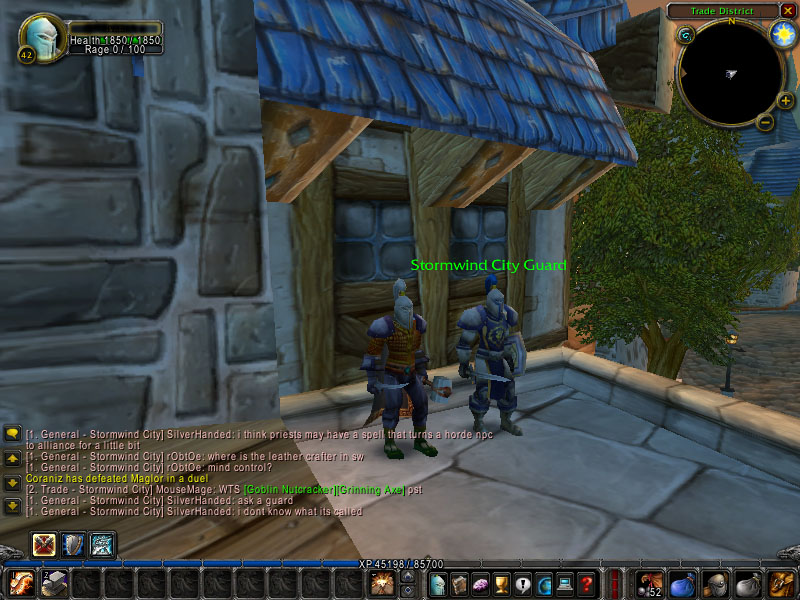 Trade District
N
Health 1850 / 1850
Rage 0 / 100
42
Stormwind City Guard
[1. General - Stormwind City] SilverHanded: i think priests may have a spell that turns a horde npc
to alliance for a little bit
[1. General - Stormwind City] rObtOe: where is the leather crafter in sw
[1. General - Stormwind City] rObtOe: mind control?
Coraniz has defeated Maglor in a duel
[2. Trade - Stormwind City] MouseMage: WTS [Goblin Nutcracker][Grinning Axe] pst
[1. General - Stormwind City] SilverHanded: ask a guard
[1. General - Stormwind City] SilverHanded: i dont know what its called
XP 45198 / 85700
2
52